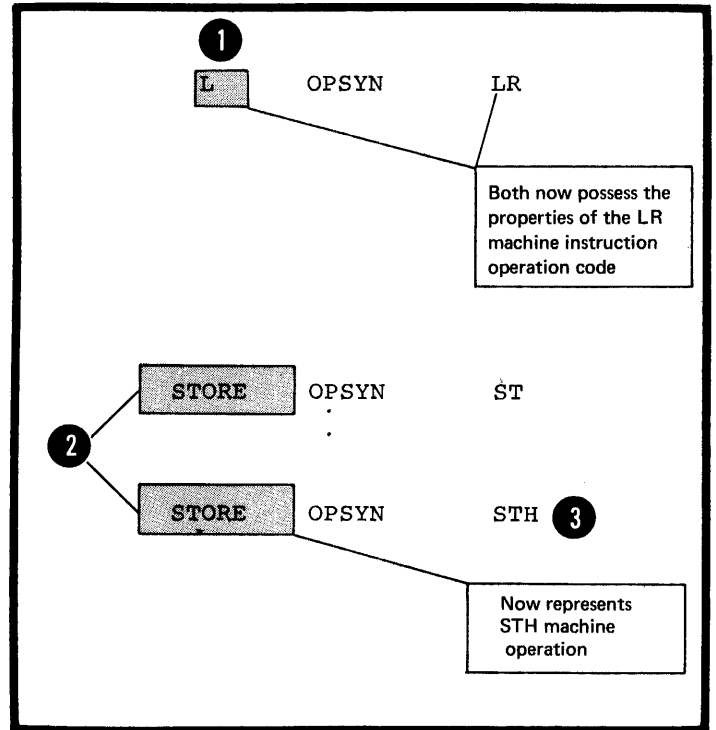 1
L OPSYN LR
Both now possess the
properties of the LR
machine instruction
operation code
STORE OPSYN ST
.
.
2
STORE OPSYN STH 3
Now represents
STH machine
operation